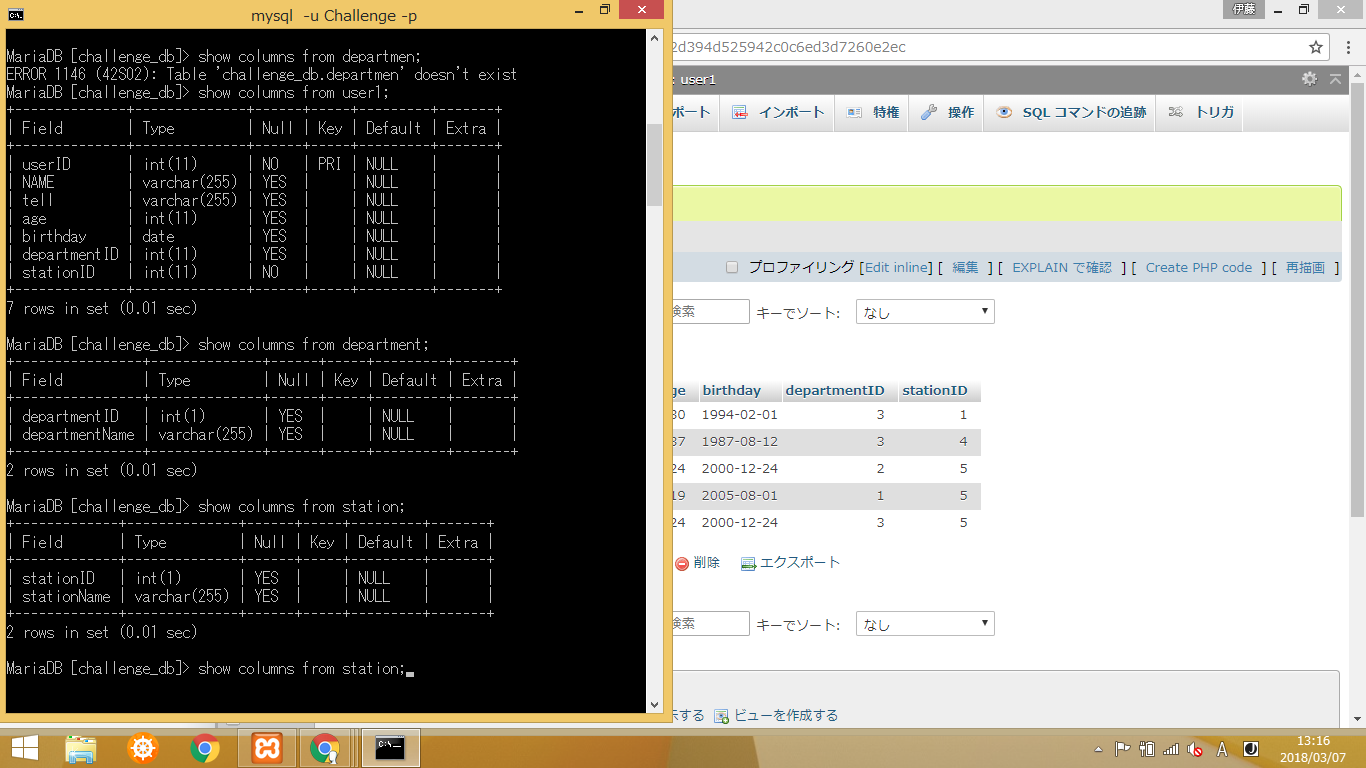 mysql -u Challenge -p
MariaDB [challenge_db]> show columns from departmen;
ERROR 1146 (42S02): Table 'challenge_db.departmen' doesn't exist
MariaDB [challenge_db]> show columns from user1;
+--------------+--------------+------+-----+---------+-------+
| Field        | Type         | Null | Key | Default | Extra |
+--------------+--------------+------+-----+---------+-------+
| userID       | int(11)      | NO   | PRI | NULL    |       |
| NAME         | varchar(255) | YES  |     | NULL    |       |
| tell         | varchar(255) | YES  |     | NULL    |       |
| age          | int(11)      | YES  |     | NULL    |       |
| birthday     | date         | YES  |     | NULL    |       |
| departmentID | int(11)      | YES  |     | NULL    |       |
| stationID    | int(11)      | NO   |     | NULL    |       |
+--------------+--------------+------+-----+---------+-------+
7 rows in set (0.01 sec)
MariaDB [challenge_db]> show columns from department;
+----------------+--------------+------+-----+---------+-------+
| Field          | Type         | Null | Key | Default | Extra |
+----------------+--------------+------+-----+---------+-------+
| departmentID   | int(1)       | YES  |     | NULL    |       |
| departmentName | varchar(255) | YES  |     | NULL    |       |
+----------------+--------------+------+-----+---------+-------+
2 rows in set (0.01 sec)
MariaDB [challenge_db]> show columns from station;
+-------------+--------------+------+-----+---------+-------+
| Field       | Type         | Null | Key | Default | Extra |
+-------------+--------------+------+-----+---------+-------+
| stationID   | int(1)       | YES  |     | NULL    |       |
| stationName | varchar(255) | YES  |     | NULL    |       |
+-------------+--------------+------+-----+---------+-------+
2 rows in set (0.01 sec)
MariaDB [challenge_db]> show columns from station;
伊藤
2d394d525942c0c6ed3d7260e2ec
: user1
ポート インポート 特権 操作 SQL コマンドの追跡 トリガ
プロファイリング [Edit inline] [ 編集 ] [ EXPLAIN で確認 ] [ Create PHP code ] [ 再描画 ]
検索 キーでソート: なし
ge birthday departmentID stationID
30 1994-02-01 3 1
37 1987-08-12 3 4
24 2000-12-24 2 5
19 2005-08-01 1 5
24 2000-12-24 3 5
削除 エクスポート
検索 キーでソート: なし
示する ビューを作成する
A
13:16
2018/03/07